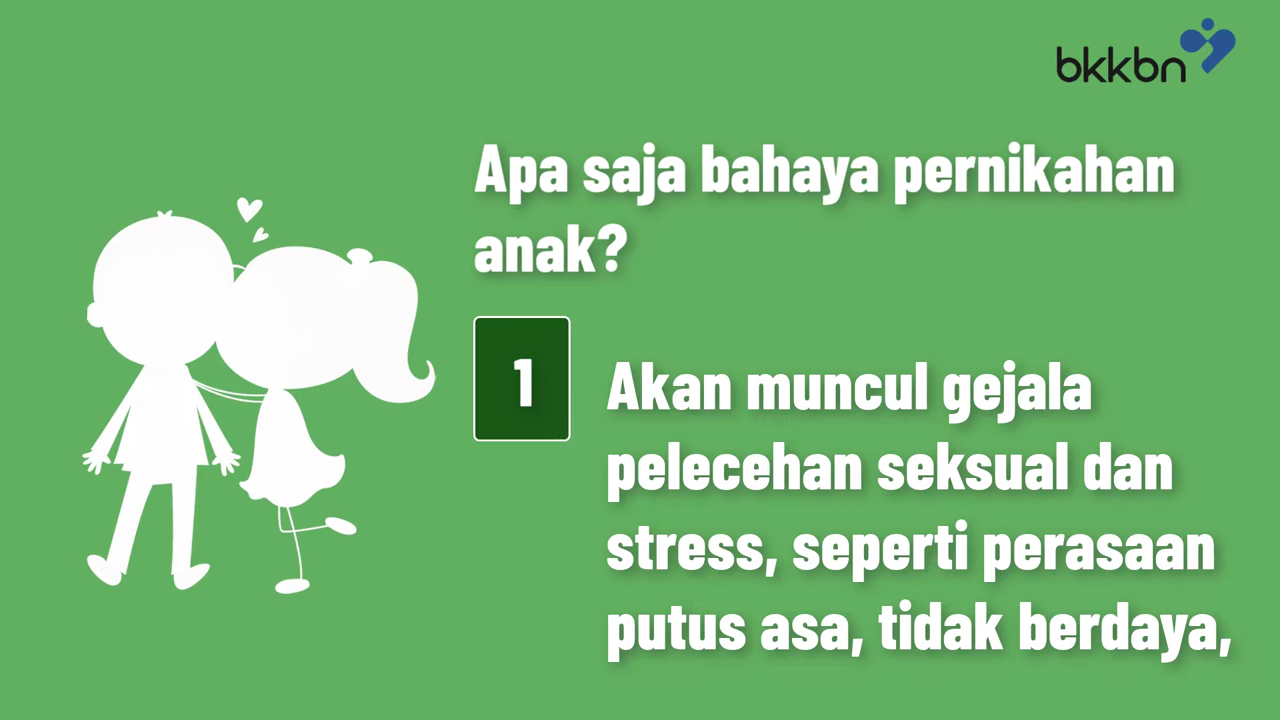 bkkbn
Apa saja bahaya pernikahan
anak?
1
Akan muncul gejala
pelecehan seksual dan
stress, seperti perasaan
putus asa, tidak berdaya,